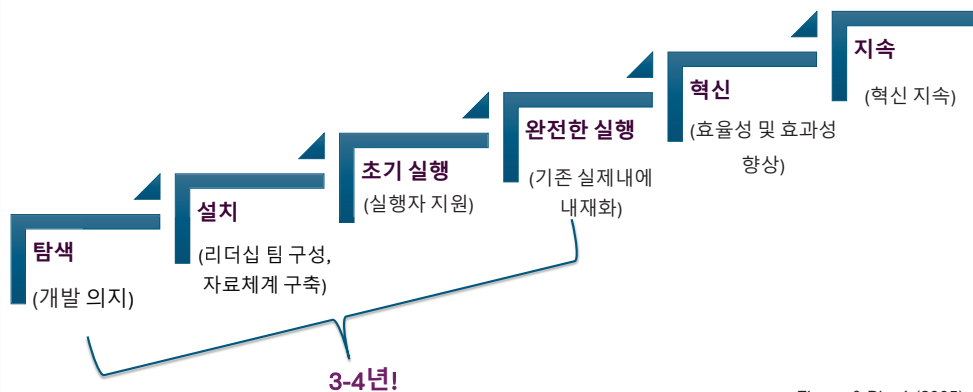 탐색
(개발 의지)
설치
(리더십 팀 구성,
자료체계 구축)
초기 실행
(실행자 지원)
완전한 실행
(기존 실제내에
내재화)
혁신
(효율성 및 효과성
향상)
지속
(혁신 지속)
3-4년!